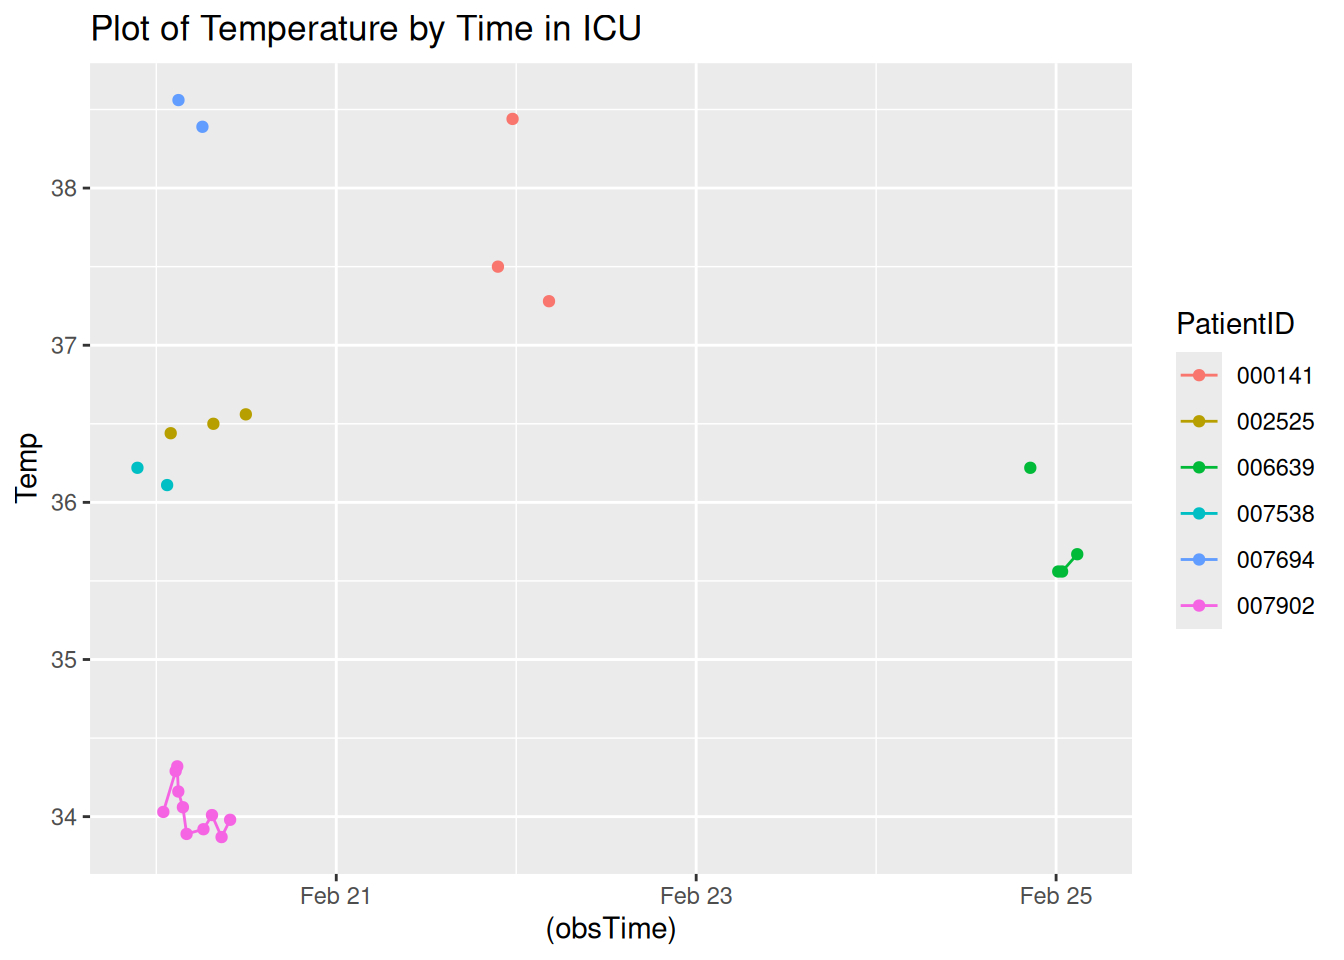 Plot of Temperature by Time in ICU
38
37
36
35
34
Temp
Feb 21
Feb 23
Feb 25
(obsTime)
PatientID
000141
002525
006639
007538
007694
007902